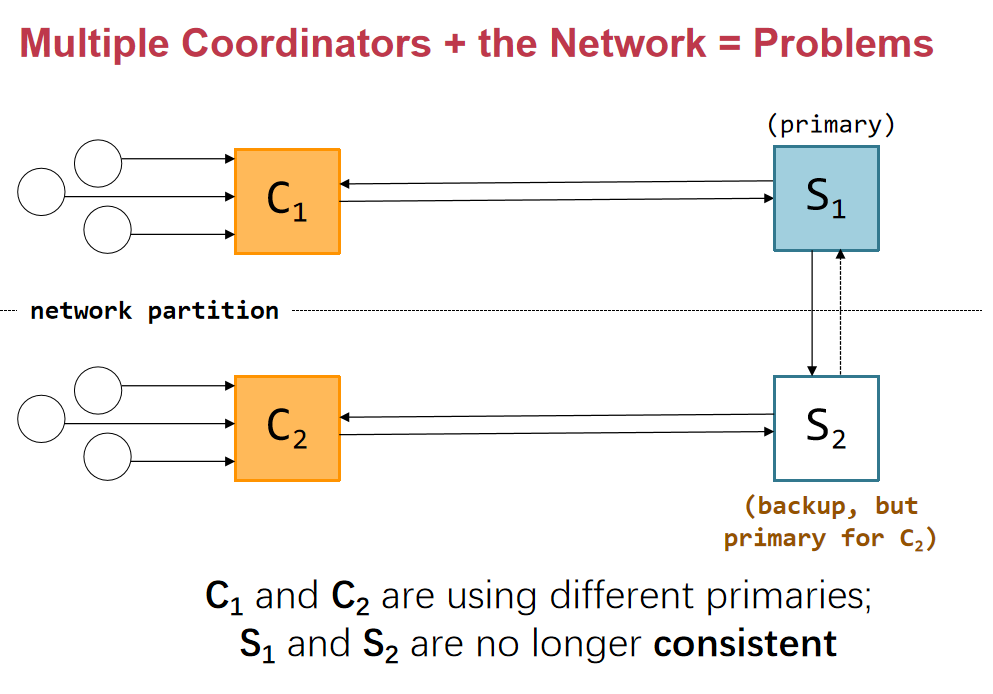 Multiple Coordinators + the Network = Problems
(primary)
C₁
S₁
network partition
C₂
S₂
(backup, but
primary for C₂)
C₁ and C₂ are using different primaries;
S₁ and S₂ are no longer consistent